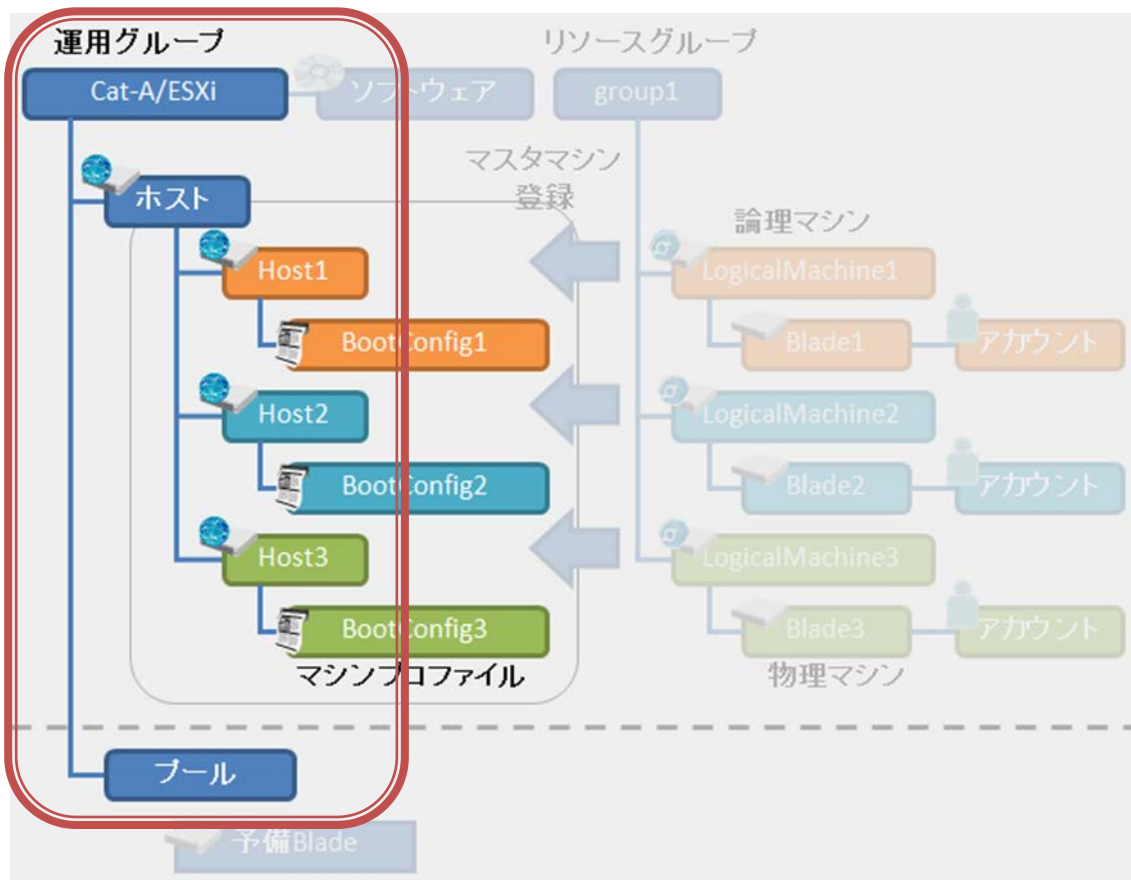 運用グループ
リソースグループ
Cat-A/ESXi
ソフトウェア
group1
マスタマシン
登録
ホスト
論理マシン
Host1
LogicalMachine1
BootConfig1
Blade1
アカウント
Host2
LogicalMachine2
BootConfig2
Blade2
アカウント
Host3
LogicalMachine3
BootConfig3
Blade3
アカウント
マシンプロファイル
物理マシン
プール
予備Blade